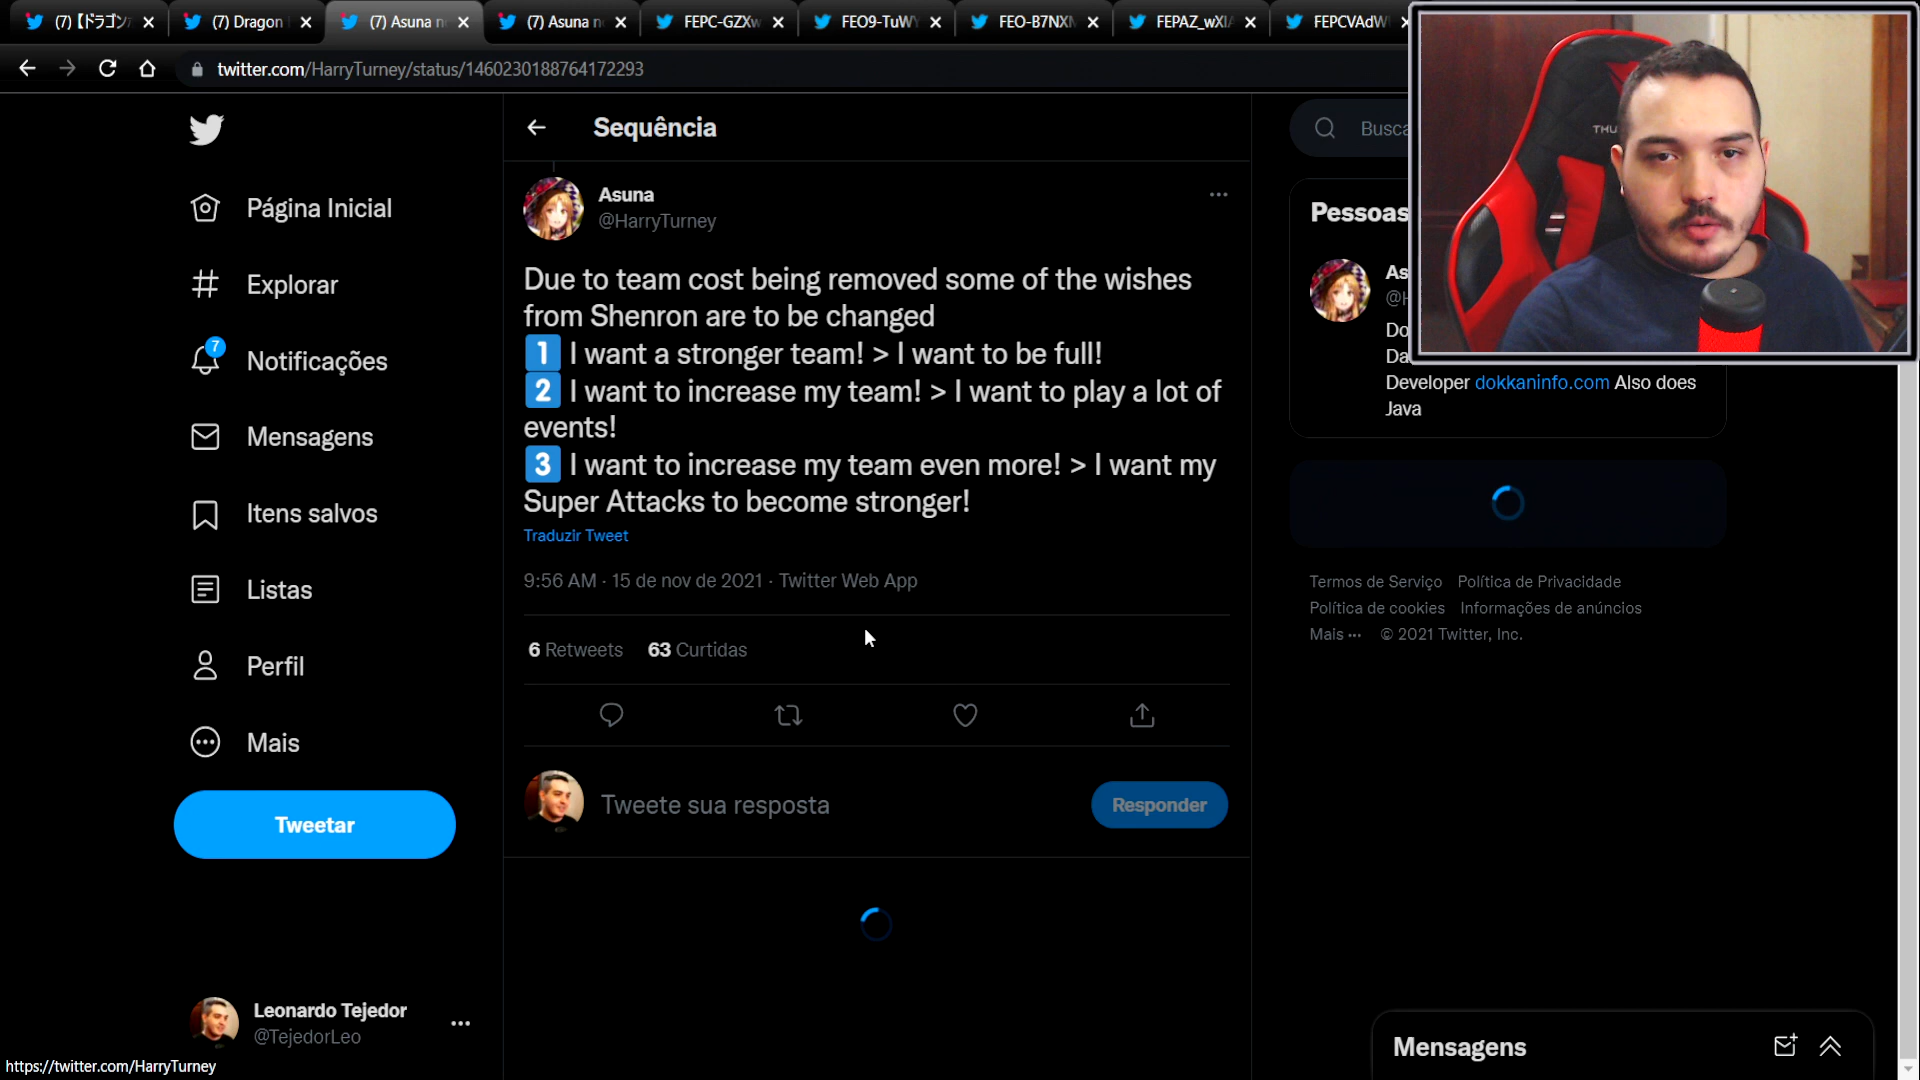 (7)【ドラゴン
(7) Dragon
(7) Asuna n
(7) Asuna n
FEPC-GZXw
FEO9-TuWY
FEO-B7NXN
FEPAZ_wXIA
FEPCVAdWU
twitter.com/HarryTurney/status/1460230188764172293
Sequência
Busca
Página Inicial
Explorar
7
Notificações
Mensagens
Itens salvos
Listas
Perfil
Mais
Tweetar
Leonardo Tejedor
@TejedorLeo
Asuna
@HarryTurney
Due to team cost being removed some of the wishes
from Shenron are to be changed
1 I want a stronger team! > I want to be full!
2 I want to increase my team! > I want to play a lot of
events!
3 I want to increase my team even more! > I want my
Super Attacks to become stronger!
Traduzir Tweet
9:56 AM · 15 de nov de 2021 · Twitter Web App
6 Retweets 63 Curtidas
Tweete sua resposta
Responder
Pessoas
As
@H
Do
Da
Developer dokkaninfo.com Also does
Java
THU
Termos de Serviço Política de Privacidade
Política de cookies Informações de anúncios
Mais ··· © 2021 Twitter, Inc.
Mensagens
https://twitter.com/HarryTurney